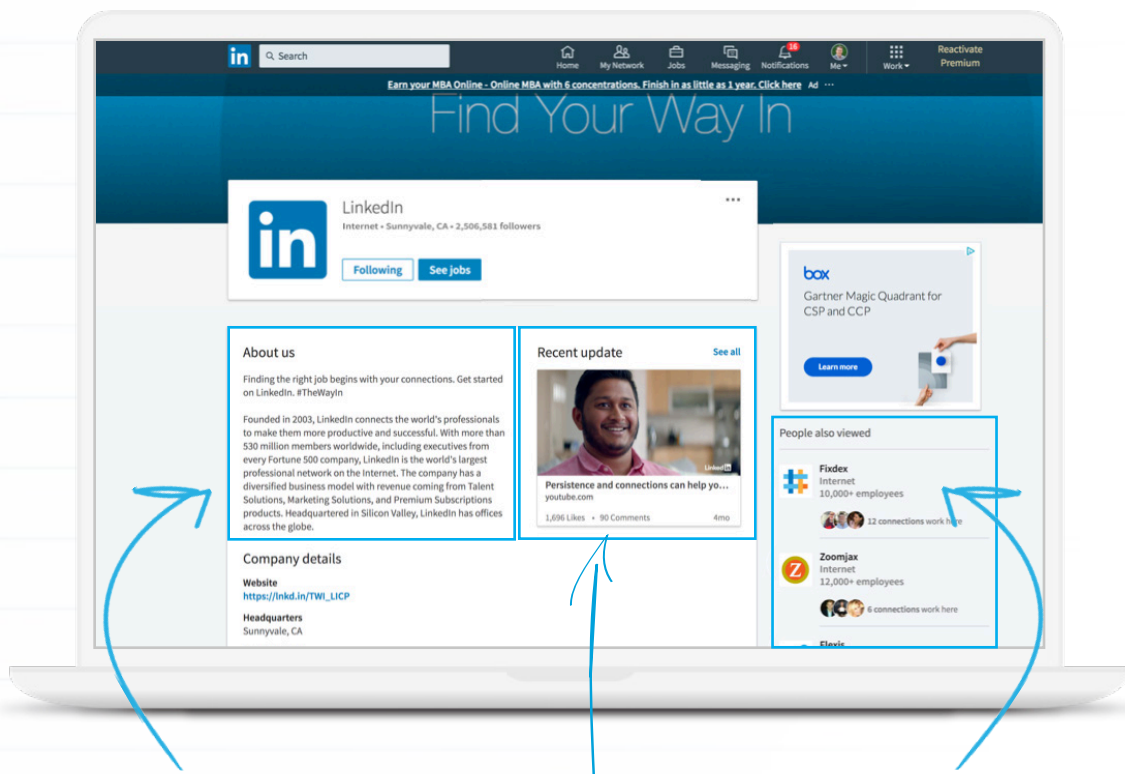 in
Search
Home
My Network
Jobs
Messaging
16
Notifications
Me
Work
Reactivate
Premium
Earn your MBA Online - Online MBA with 6 concentrations. Finish in as little as 1 year. Click here Ad ...
Find Your Way In
in
LinkedIn
Internet • Sunnyvale, CA • 2,506,581 followers
Following
See jobs
box
Gartner Magic Quadrant for
CSP and CCP
Learn more
About us
Finding the right job begins with your connections. Get started
on LinkedIn. #TheWayIn
Founded in 2003, LinkedIn connects the world's professionals
to make them more productive and successful. With more than
530 million members worldwide, including executives from
every Fortune 500 company, LinkedIn is the world's largest
professional network on the Internet. The company has a
diversified business model with revenue coming from Talent
Solutions, Marketing Solutions, and Premium Subscriptions
products. Headquartered in Silicon Valley, LinkedIn has offices
across the globe.
Recent update
See all
LinkedIn
Persistence and connections can help yo...
youtube.com
1,696 Likes • 90 Comments
4mo
People also viewed
Fixdex
Internet
10,000+ employees
12 connections work here
Z
Zoomjax
Internet
12,000+ employees
6 connections work here
Flexis
Company details
Website
https://lnkd.in/TWI_LICP
Headquarters
Sunnyvale, CA